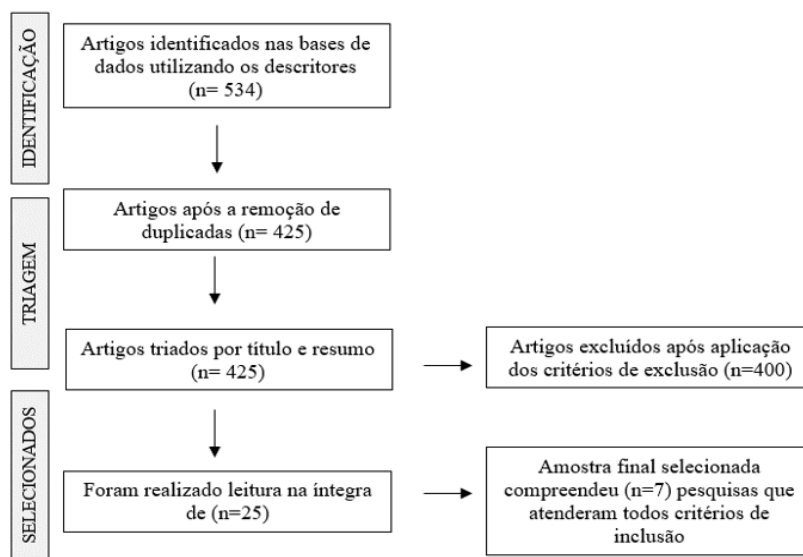 IDENTIFICAÇÃO
Artigos identificados nas bases de
dados utilizando os descritores
(n= 534)
TRIAGEM
Artigos após a remoção de
duplicadas (n= 425)
Artigos triados por título e resumo
(n= 425)
Artigos excluídos após aplicação
dos critérios de exclusão (n=400)
SELECIONADOS
Foram realizado leitura na íntegra
de (n=25)
Amostra final selecionada
compreendeu (n=7) pesquisas que
atenderam todos critérios de
inclusão